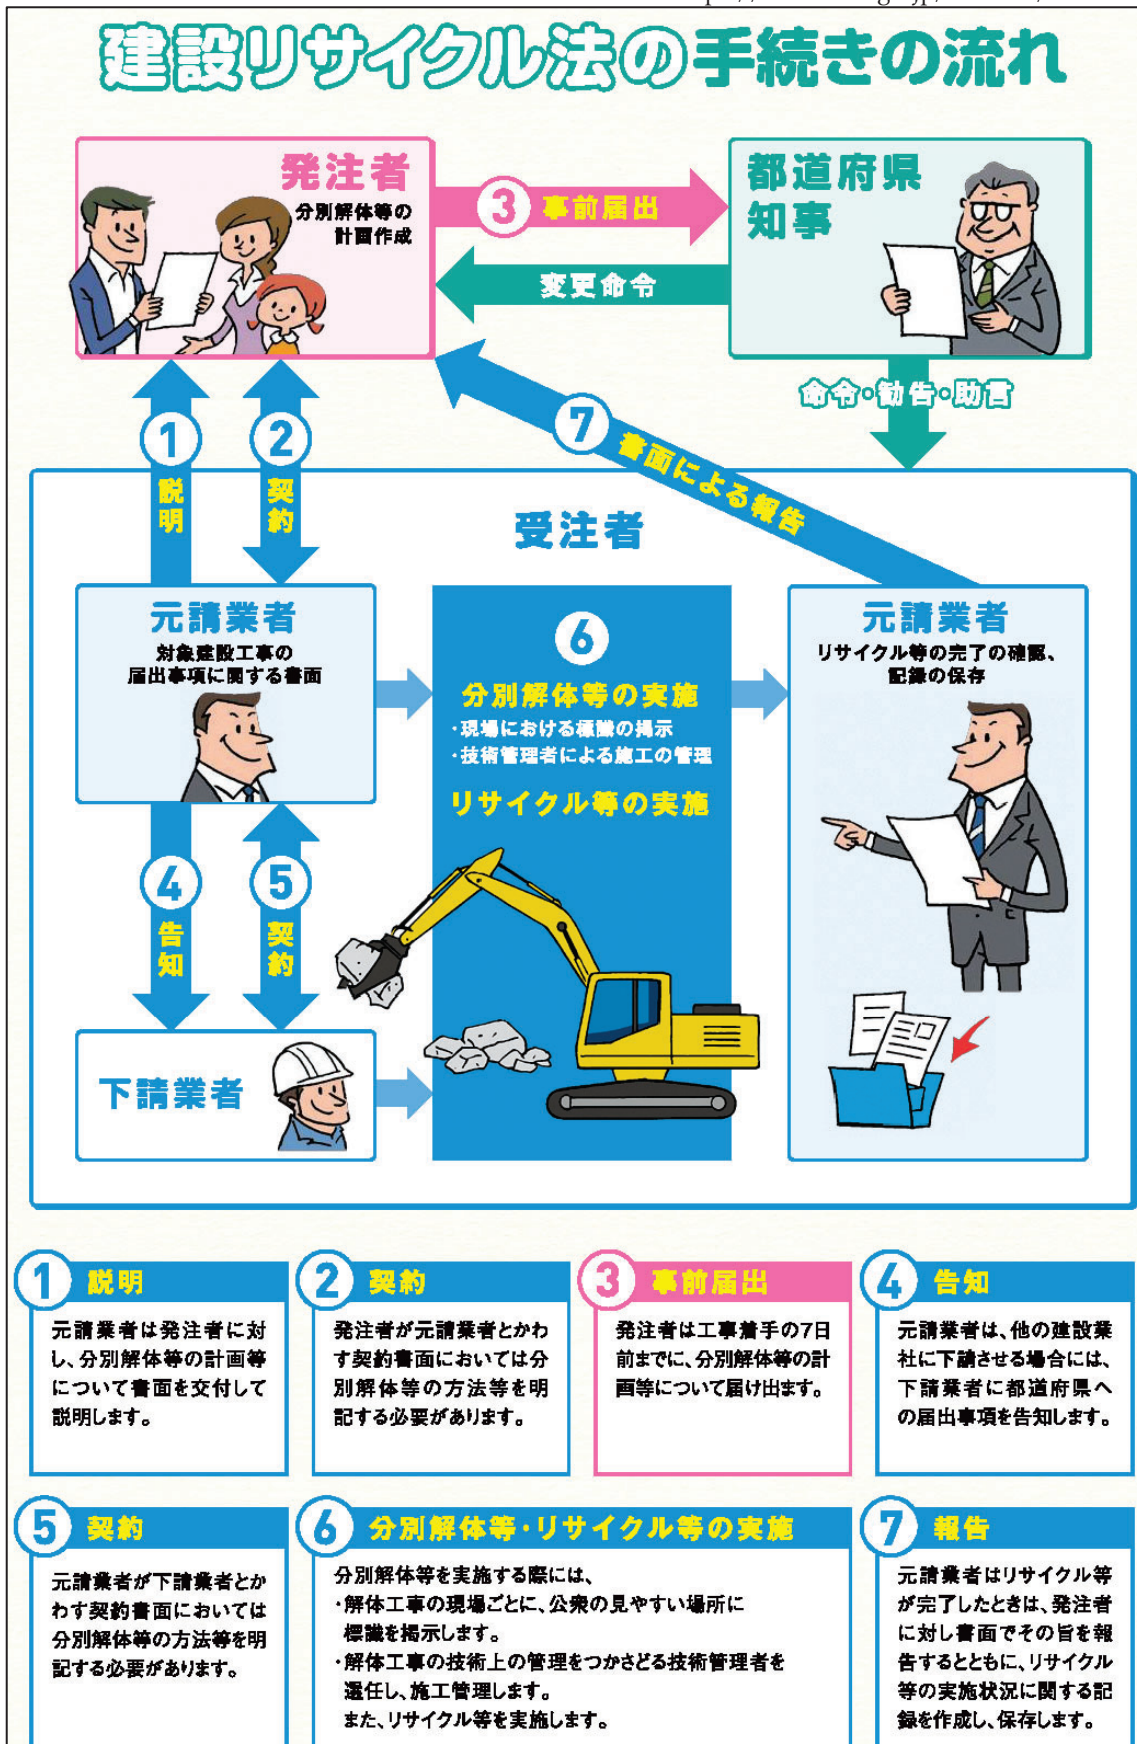 建設リサイクル法の手続きの流れ
発注者
分別解体等の
計画作成
3 事前届出
都道府県
知事
変更命令
命令・勧告・助言
1
説明
2
契約
7 書面による報告
受注者
元請業者
対象建設工事の
届出事項に関する書面
6
分別解体等の実施
・現場における標識の掲示
・技術管理者による施工の管理
リサイクル等の実施
元請業者
リサイクル等の完了の確認、
記録の保存
4
告知
5
契約
下請業者
1 説明
元請業者は発注者に対
し、分別解体等の計画等
について書面を交付して
説明します。
2 契約
発注者が元請業者とかわ
す契約書面においては分
別解体等の方法等を明
記する必要があります。
3 事前届出
発注者は工事着手の7日
前までに、分別解体等の計
画等について届け出ます。
4 告知
元請業者は、他の建設業
社に下請させる場合には、
下請業者に都道府県へ
の届出事項を告知します。
5 契約
元請業者が下請業者とか
わす契約書面においては
分別解体等の方法等を明
記する必要があります。
6 分別解体等・リサイクル等の実施
分別解体等を実施する際には、
・解体工事の現場ごとに、公衆の見やすい場所に
標識を掲示します。
・解体工事の技術上の管理をつかさどる技術管理者を
選任し、施工管理します。
また、リサイクル等を実施します。
7 報告
元請業者はリサイクル等
が完了したときは、発注者
に対し書面でその旨を報
告するとともに、リサイクル
等の実施状況に関する記
録を作成し、保存します。